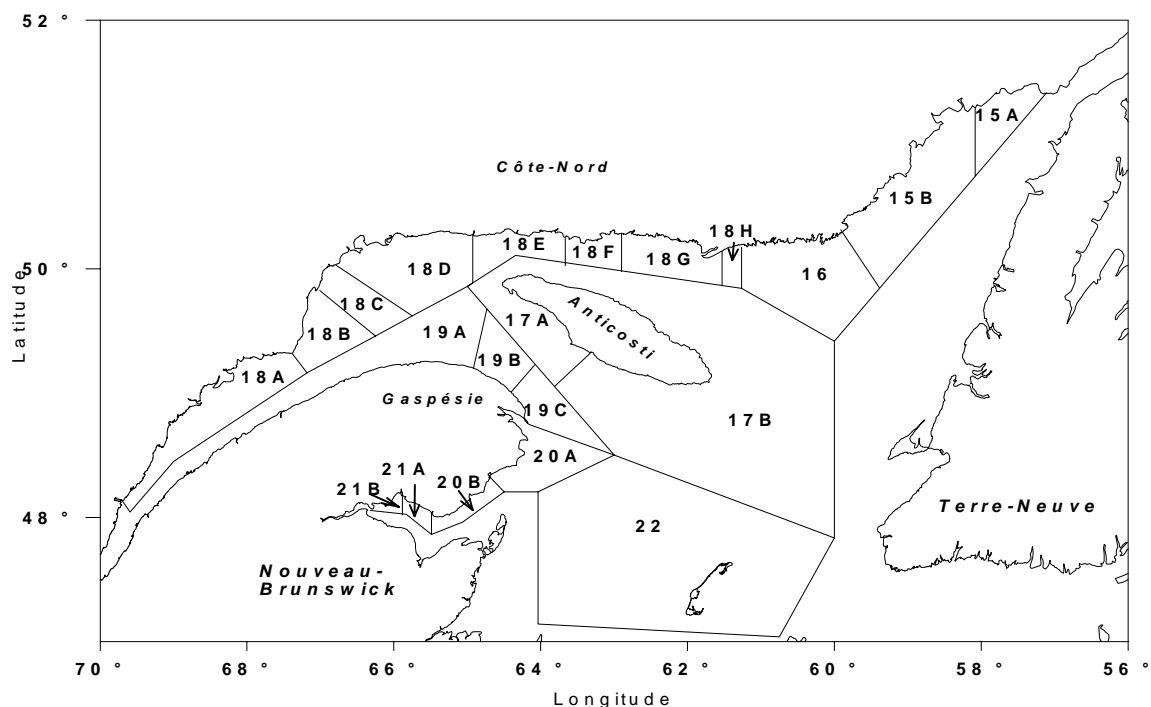 52 °
15A
Côte-Nord
15B
18H
18E
18F
18G
50 °
18D
16
Latitude
18C
17A
Anticosti
18B
19A
19B
18A
Gaspésie
19C
17B
20A
21A
20B
21B
48 °
22
Terre-Neuve
Nouveau-
Brunswick
70 °
68 °
66 °
64 °
62 °
60 °
58 °
56 °
Longitude